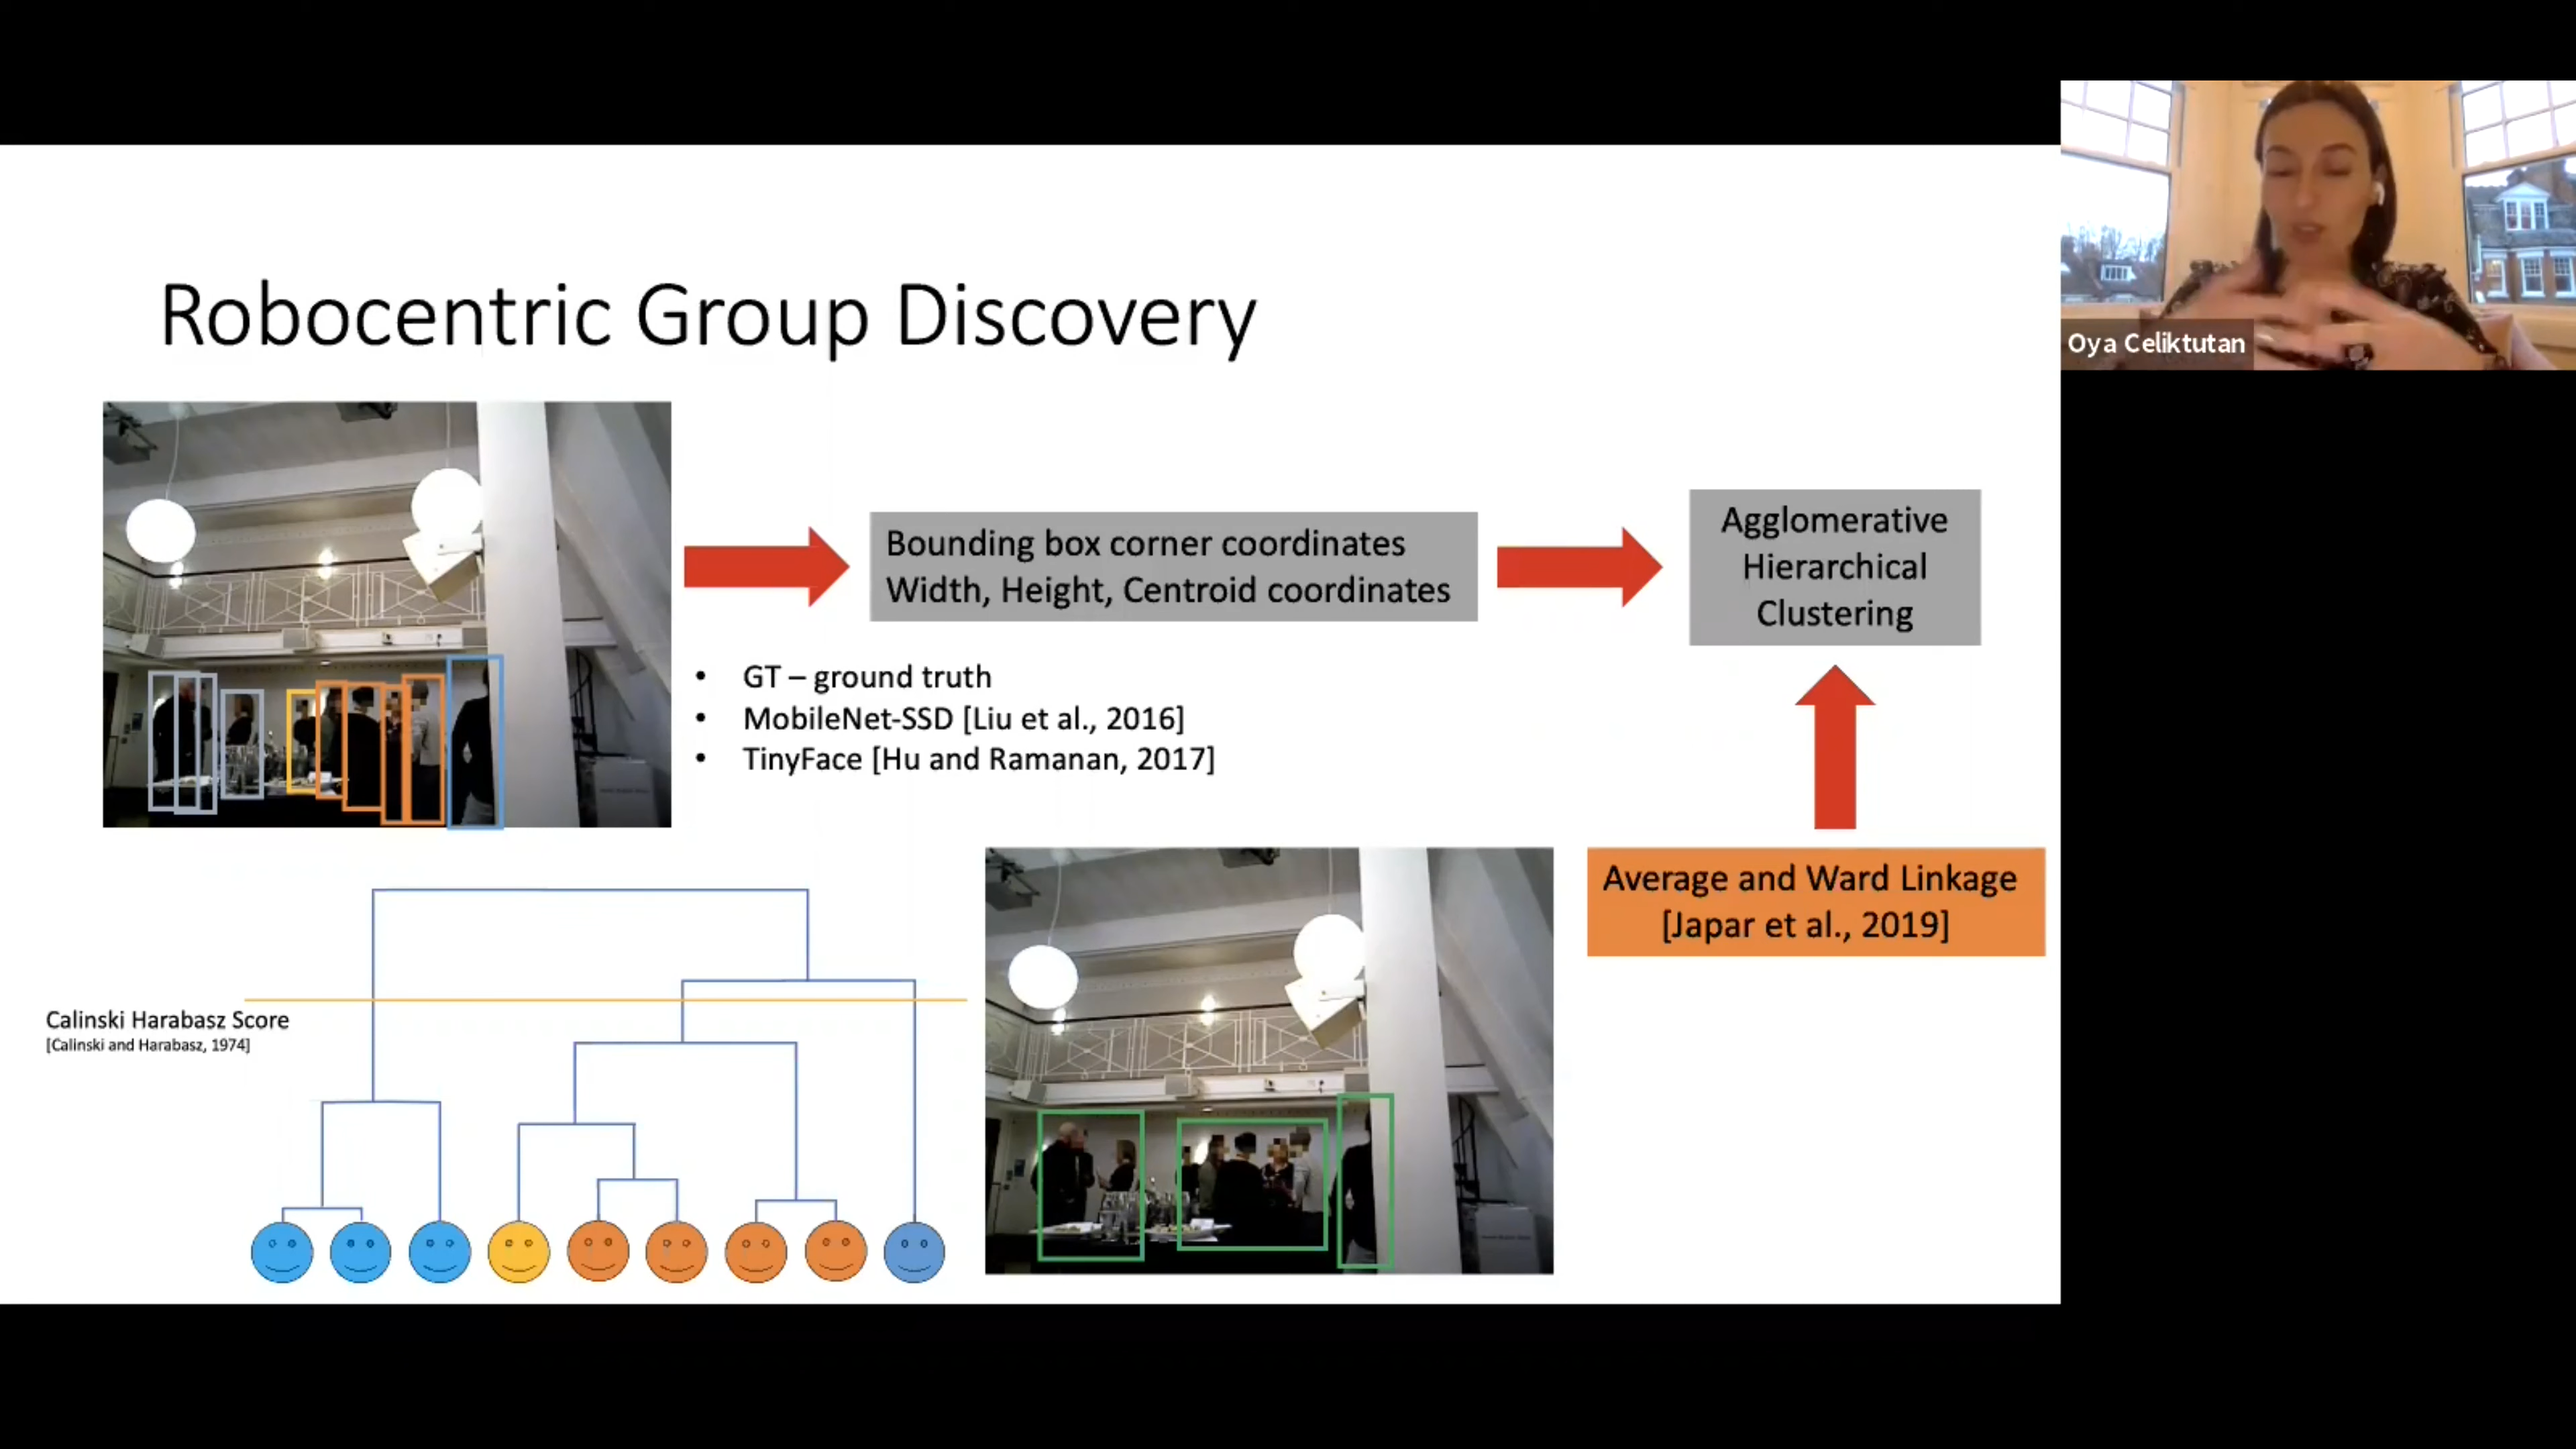 Robocentric Group Discovery
Oya Celiktutan
Bounding box corner coordinates
Width, Height, Centroid coordinates
Agglomerative
Hierarchical
Clustering
• GT – ground truth
• MobileNet-SSD [Liu et al., 2016]
• TinyFace [Hu and Ramanan, 2017]
Average and Ward Linkage
[Japar et al., 2019]
Calinski Harabasz Score
[Calinski and Harabasz, 1974]